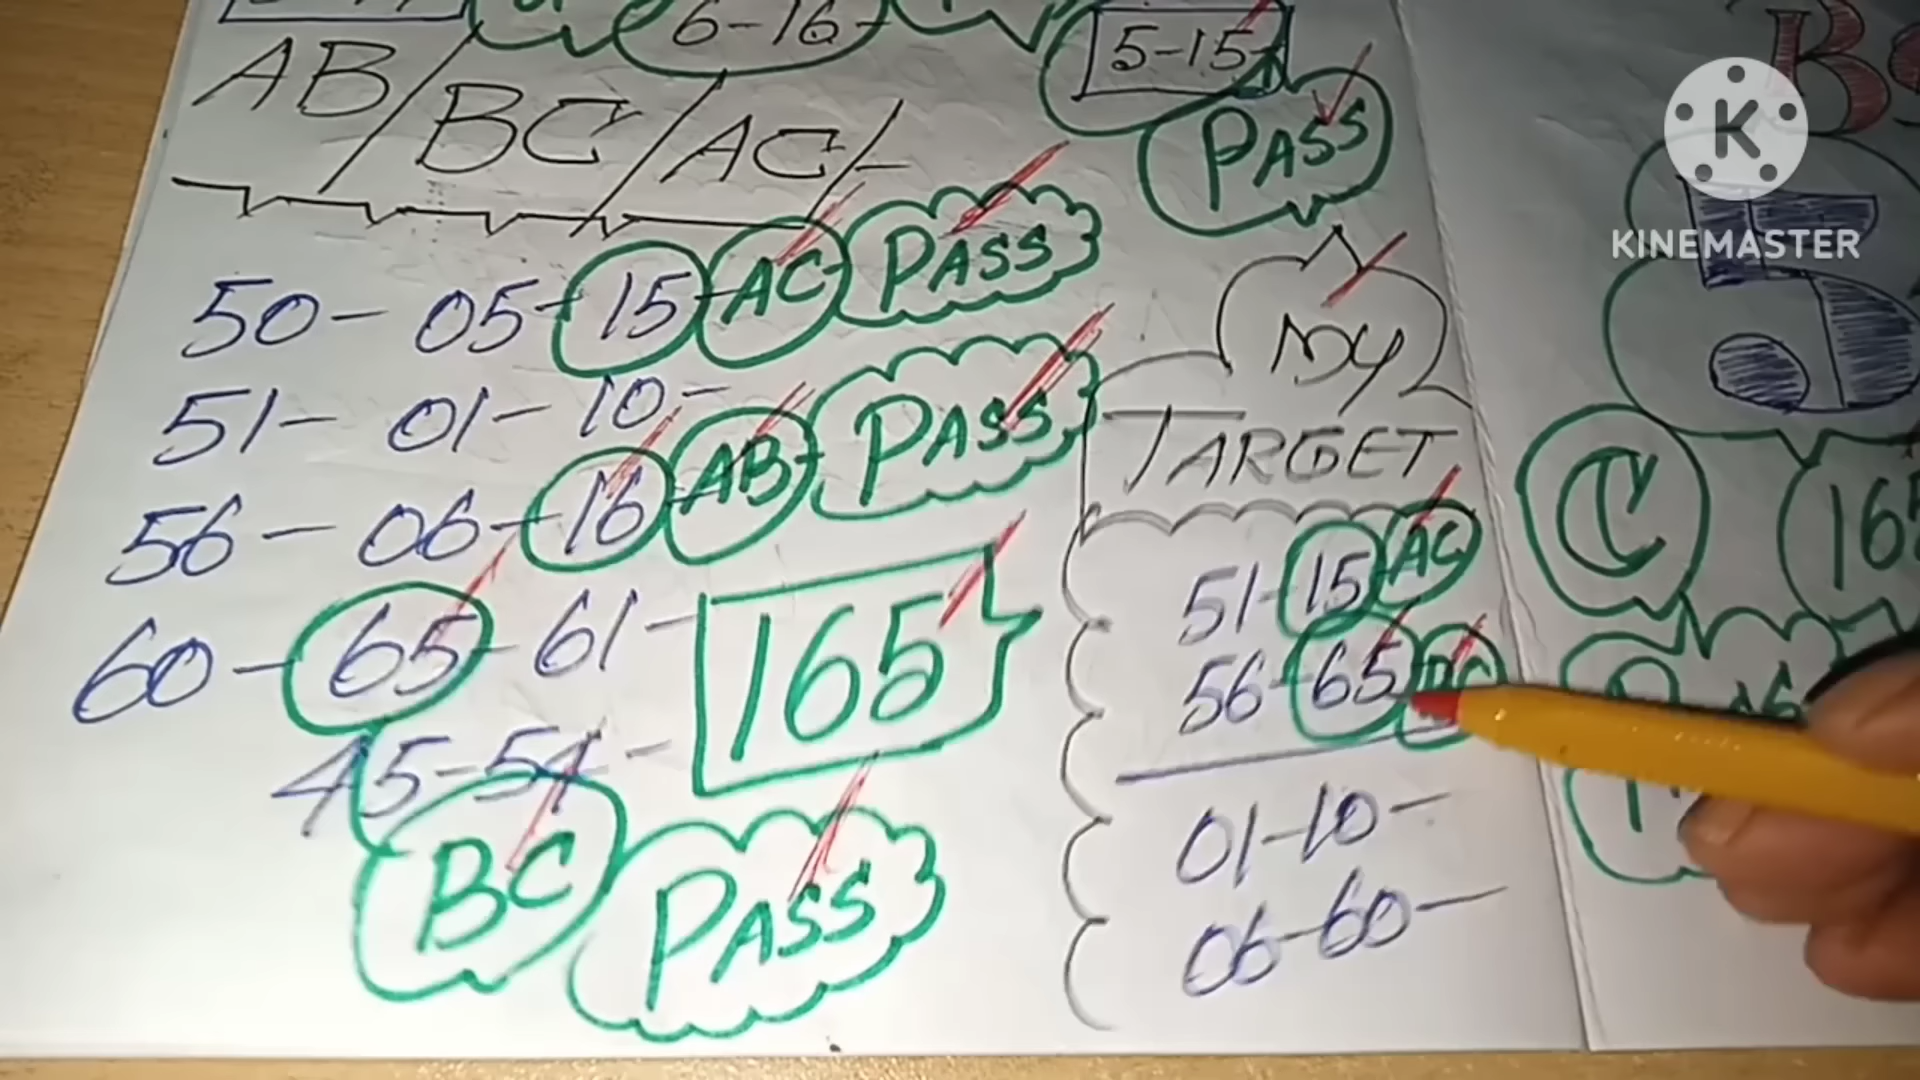 6-16-
5-15-
AB/BC/AC/-
PASS
50- 05-15-AC PASS
51- 01-10-
56- 06-16-AB PASS
60-65-61-
165
45-54-
BC PASS
MY
TARGET
51-15-AC
56-65-BC
01-10-
06-60-
C
165
KINEMASTER